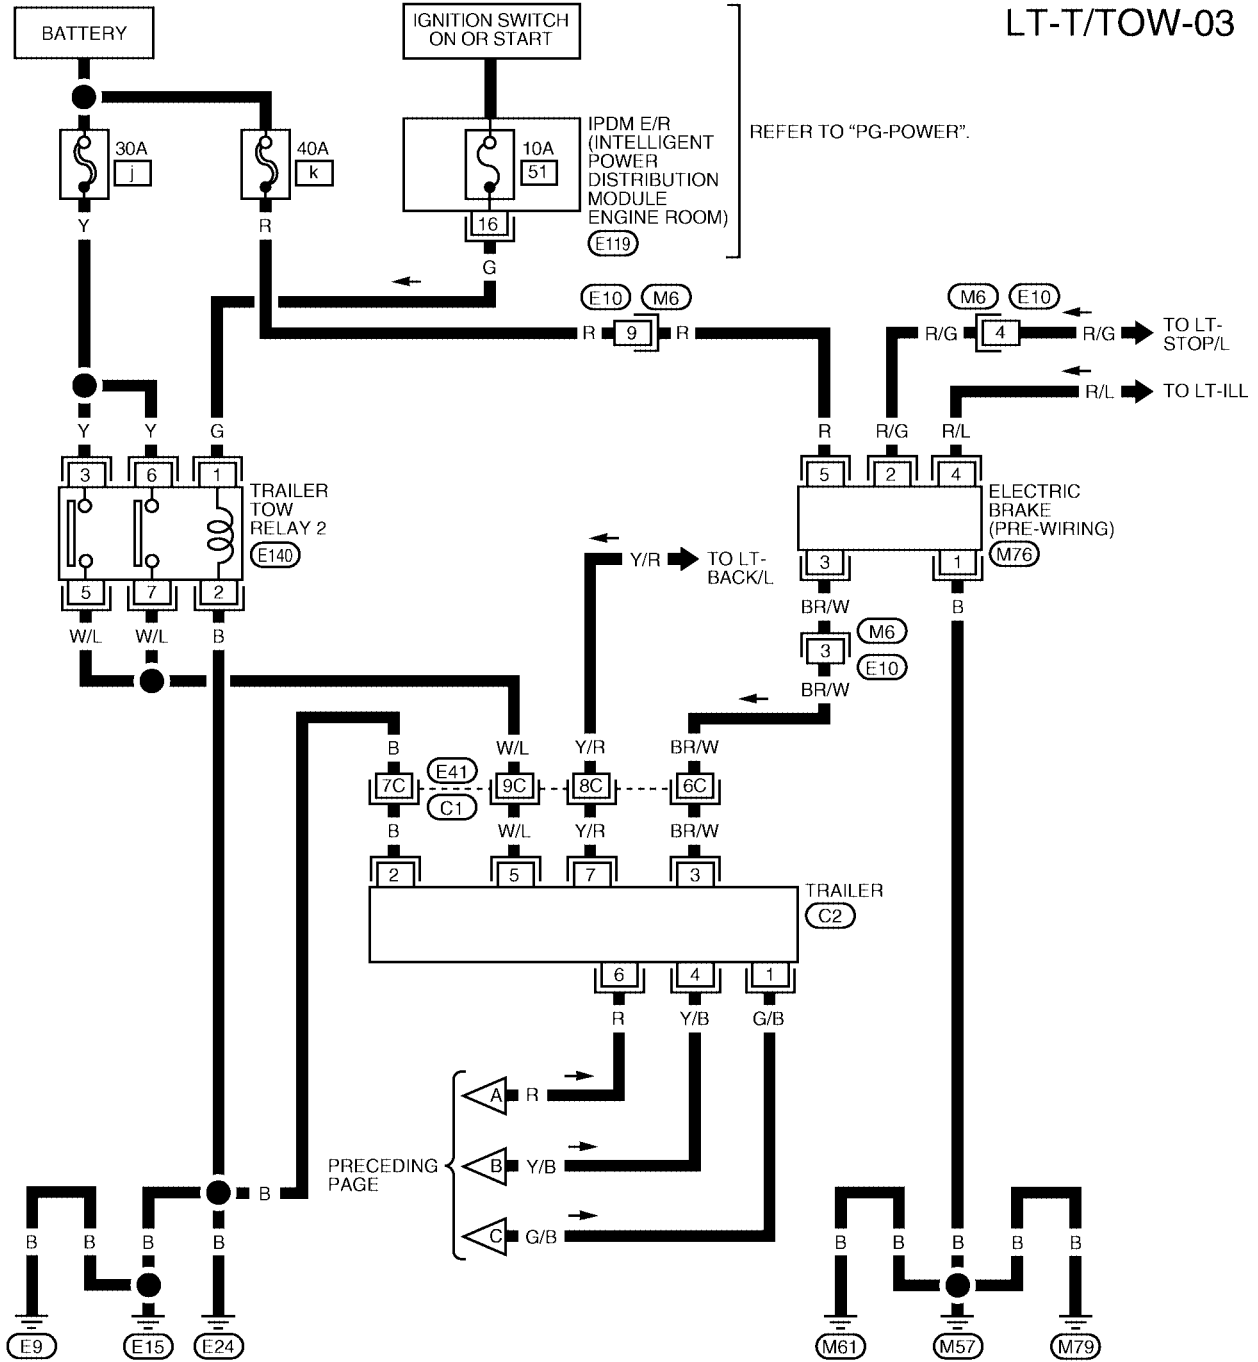 LT-T/TOW-03
BATTERY
IGNITION SWITCH
ON OR START
30A
j
40A
k
10A
51
IPDM E/R
(INTELLIGENT
POWER
DISTRIBUTION
MODULE
ENGINE ROOM)
E119
REFER TO “PG-POWER”.
16
Y
R
G
E10
M6
R
9
R
M6
E10
R/G
4
R/G
TO LT-
STOP/L
R/L
TO LT-ILL
Y
Y
G
R
R/G
R/L
3
6
1
5
2
4
TRAILER
TOW
RELAY 2
E140
ELECTRIC
BRAKE
(PRE-WIRING)
M76
Y/R
TO LT-
BACK/L
5
7
2
3
1
W/L
W/L
B
BR/W
B
3
M6
E10
BR/W
B
W/L
Y/R
BR/W
7C
E41
C1
9C
8C
6C
B
W/L
Y/R
BR/W
2
5
7
3
TRAILER
C2
6
4
1
R
Y/B
G/B
PRECEDING
PAGE
A
R
B
Y/B
C
G/B
B
B
B
B
B
B
B
B
B
B
E9
E15
E24
M61
M57
M79